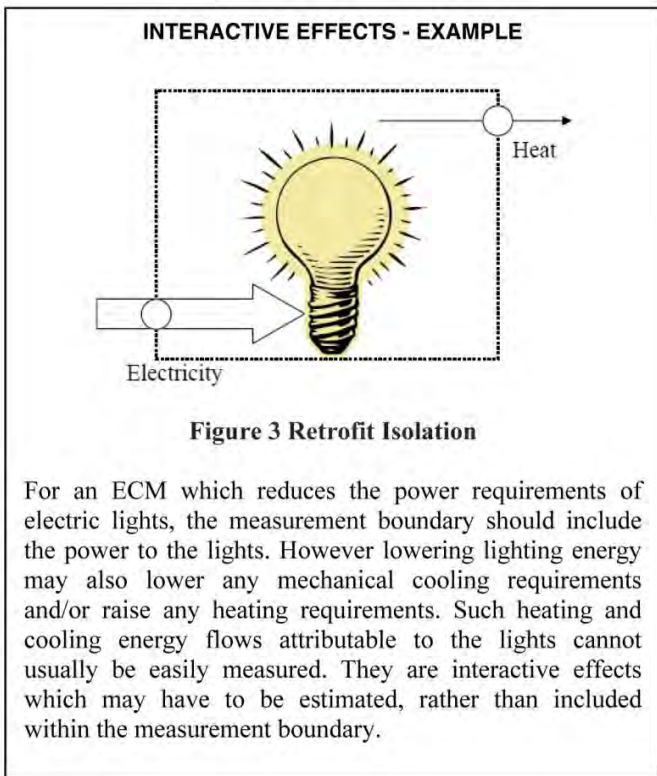 INTERACTIVE EFFECTS - EXAMPLE
Heat
Electricity
Figure 3 Retrofit Isolation
For an ECM which reduces the power requirements of
electric lights, the measurement boundary should include
the power to the lights. However lowering lighting energy
may also lower any mechanical cooling requirements
and/or raise any heating requirements. Such heating and
cooling energy flows attributable to the lights cannot
usually be easily measured. They are interactive effects
which may have to be estimated, rather than included
within the measurement boundary.